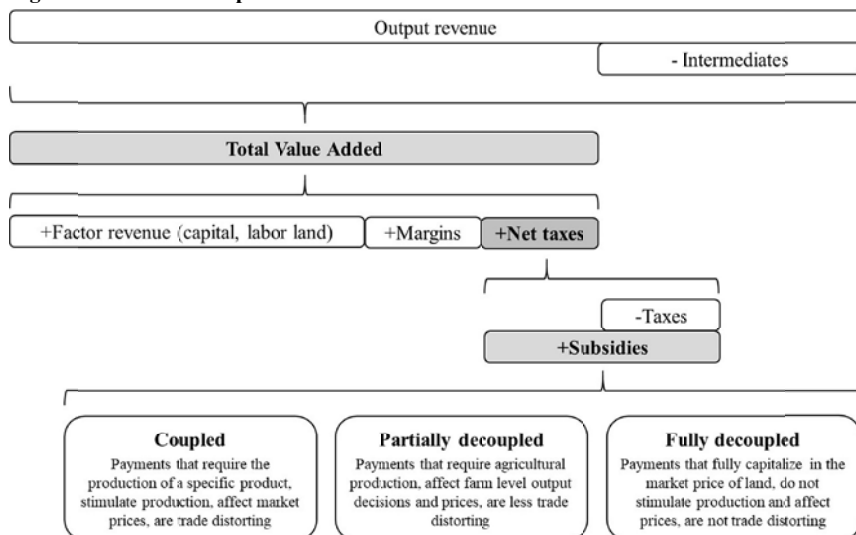 Output revenue
- Intermediates
Total Value Added
+Factor revenue (capital, labor land)
+Margins
+Net taxes
-Taxes
+Subsidies
Coupled
Payments that require the
production of a specific product,
stimulate production, affect market
prices, are trade distorting
Partially decoupled
Payments that require agricultural
production, affect farm level output
decisions and prices, are less trade
distorting
Fully decoupled
Payments that fully capitalize in the
market price of land, do not
stimulate production and affect
prices, are not trade distorting